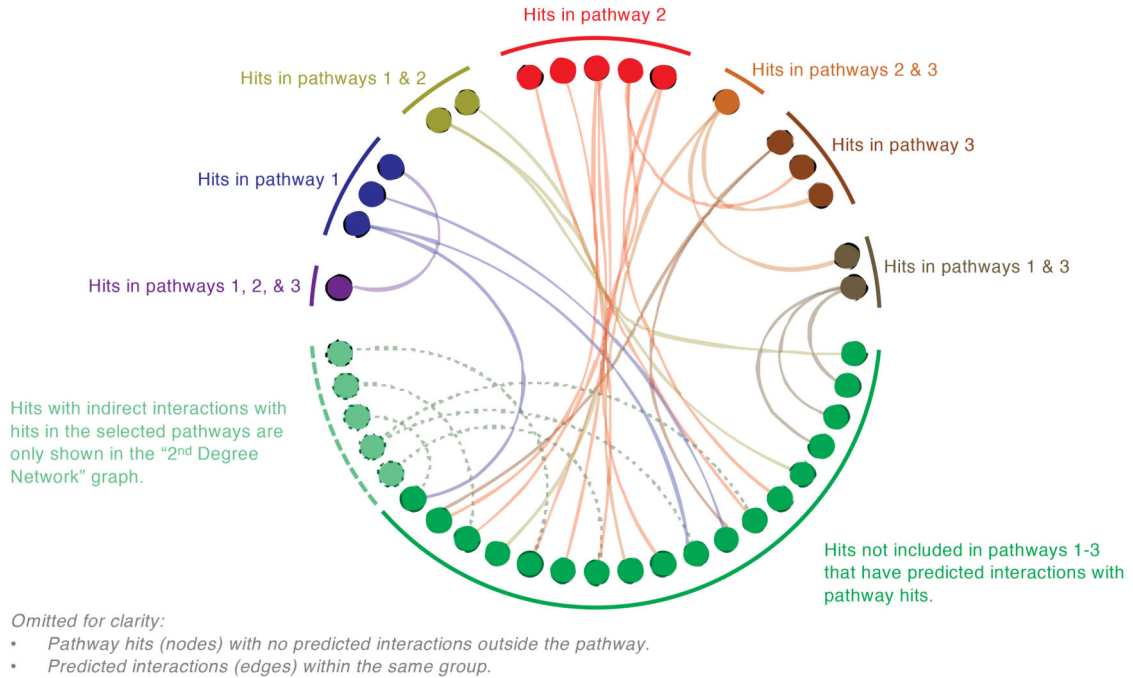 Hits in pathway 2
Hits in pathways 1 & 2
Hits in pathways 2 & 3
Hits in pathway 3
Hits in pathway 1
Hits in pathways 1 & 3
Hits in pathways 1, 2, & 3
Hits with indirect interactions with
hits in the selected pathways are
only shown in the “2nd Degree
Network” graph.
Hits not included in pathways 1-3
that have predicted interactions with
pathway hits.
Omitted for clarity:
• Pathway hits (nodes) with no predicted interactions outside the pathway.
• Predicted interactions (edges) within the same group.